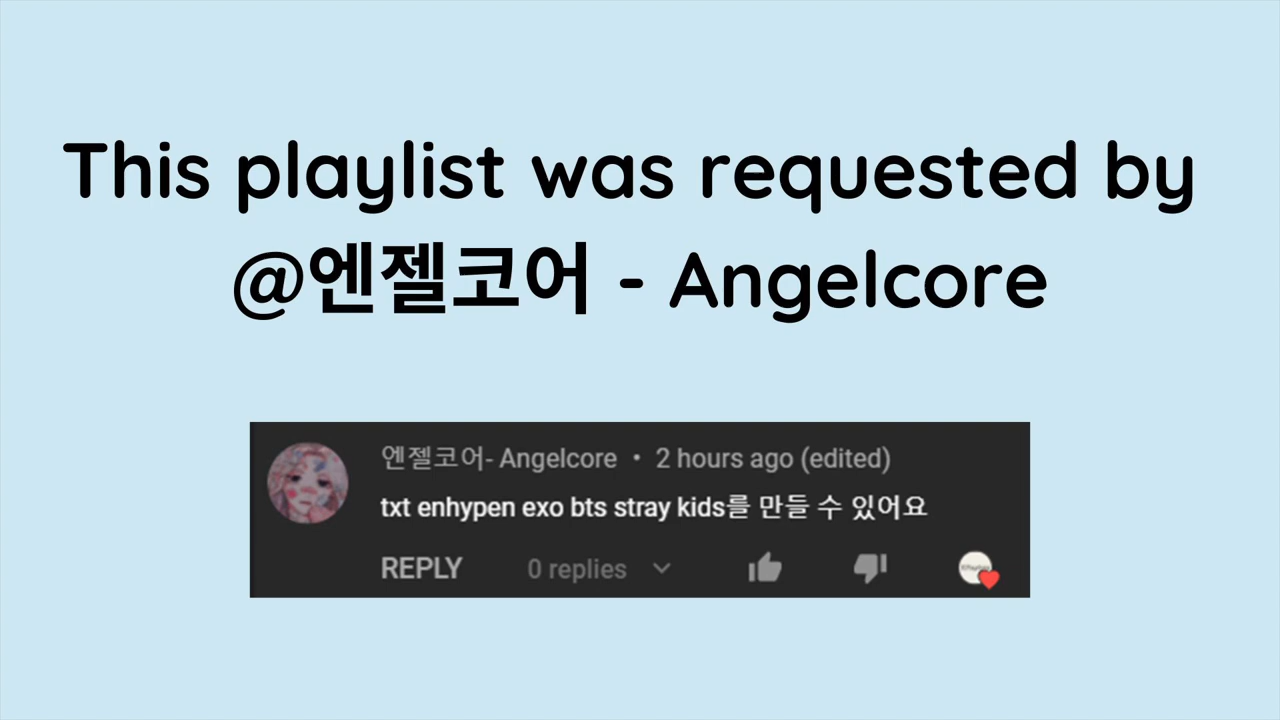 This playlist was requested by
@엔젤코어 - Angelcore
엔젤코어- Angelcore • 2 hours ago (edited)
txt enhypen exo bts stray kids를 만들 수 있어요
REPLY 0 replies